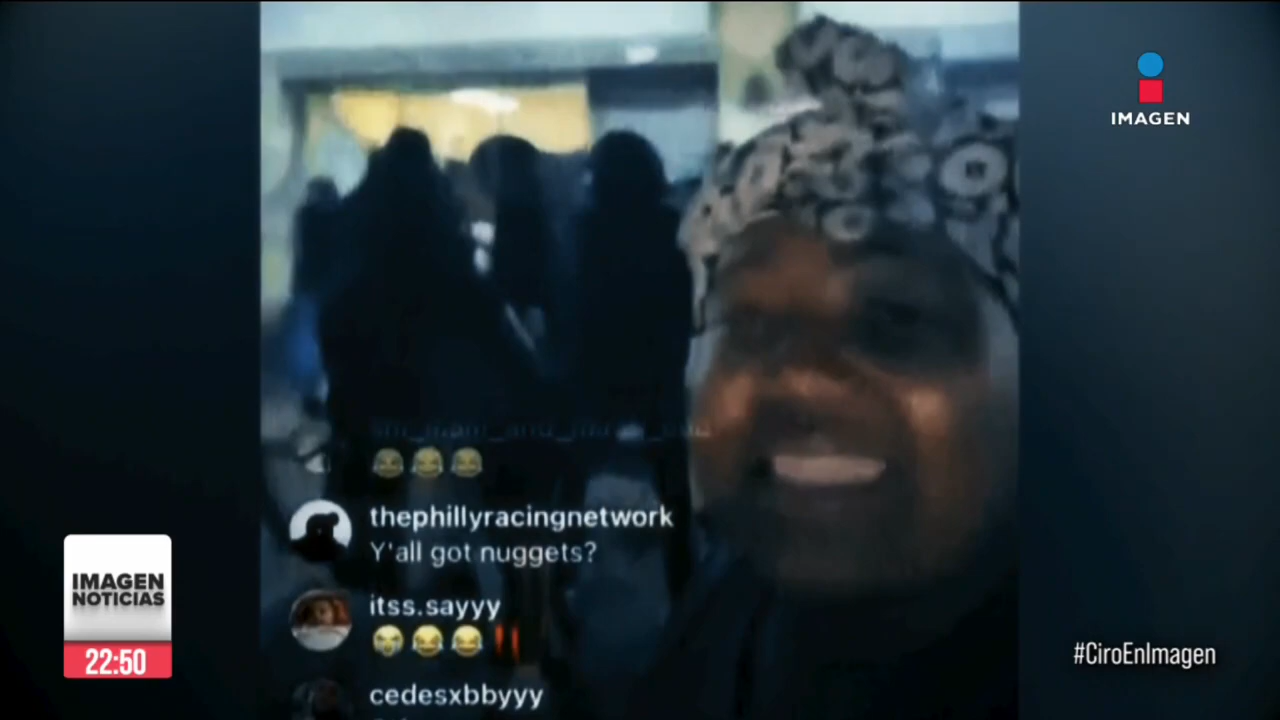 IMAGEN
thephillyracingnetwork
Y'all got nuggets?
itss.sayyy
cedesxbbyyy
IMAGEN
NOTICIAS
22:50
#CiroEnImagen